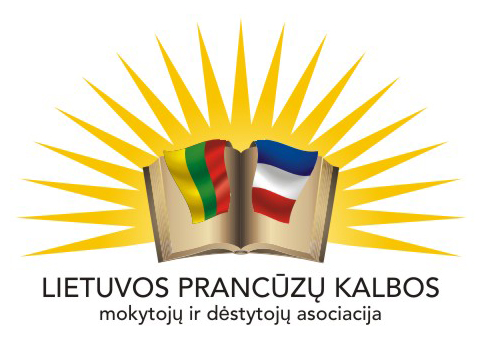 LIETUVOS PRANCŪZŲ KALBOS
mokytojų ir dėstytojų asociacija